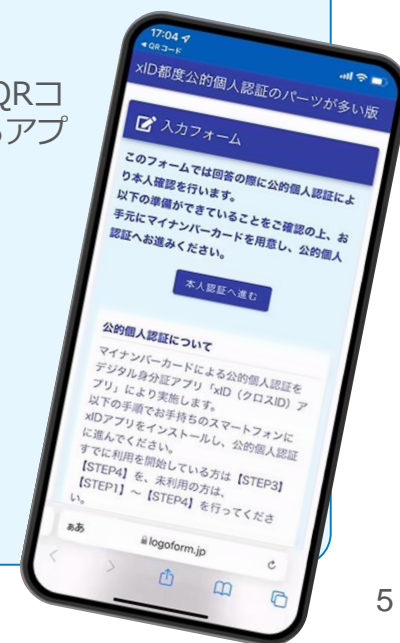 QRコ
るアプ
17:04
◀QRコード
xID都度公的個人認証のパーツが多い版
入力フォーム
このフォームでは回答の際に公的個人認証によ
り本人確認を行います。
以下の準備ができていることをご確認の上、お
手元にマイナンバーカードを用意し、公的個人
認証へお進みください。
本人認証へ進む
公的個人認証について
マイナンバーカードによる公的個人認証を
デジタル身分証アプリ「xID（クロスID）ア
プリ」により実施します。
以下の手順でお手持ちのスマートフォンに
xIDアプリをインストールし、公的個人認証
に進んでください。
すでに利用を開始している方は【STEP3】
【STEP4】を、未利用の方は、
【STEP1】～【STEP4】を行ってくださ
い。
ああ
logoform.jp
5